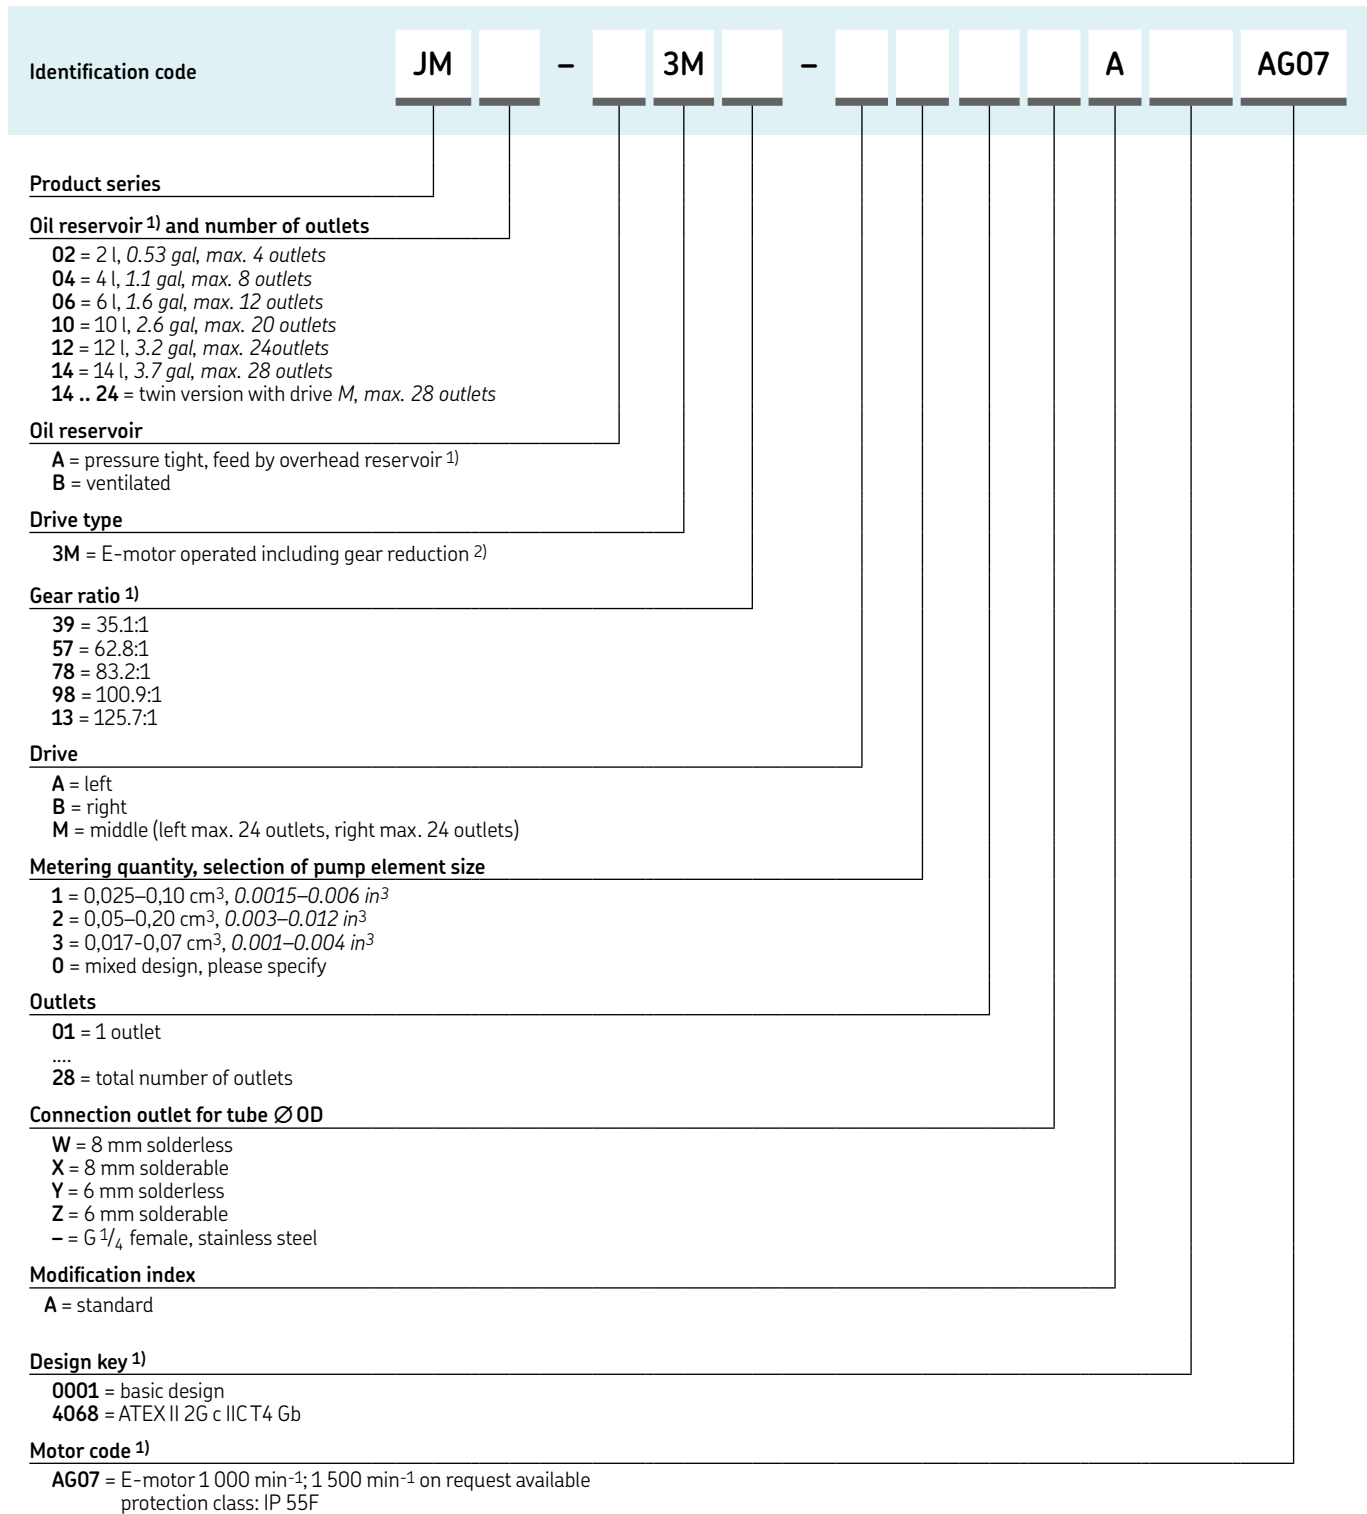 Identification code JM – 3M – A AG07
Product series
Oil reservoir 1) and number of outlets
02 = 2 l, 0.53 gal, max. 4 outlets
04 = 4 l, 1.1 gal, max. 8 outlets
06 = 6 l, 1.6 gal, max. 12 outlets
10 = 10 l, 2.6 gal, max. 20 outlets
12 = 12 l, 3.2 gal, max. 24outlets
14 = 14 l, 3.7 gal, max. 28 outlets
14 .. 24 = twin version with drive M, max. 28 outlets
Oil reservoir
A = pressure tight, feed by overhead reservoir 1)
B = ventilated
Drive type
3M = E-motor operated including gear reduction 2)
Gear ratio 1)
39 = 35.1:1
57 = 62.8:1
78 = 83.2:1
98 = 100.9:1
13 = 125.7:1
Drive
A = left
B = right
M = middle (left max. 24 outlets, right max. 24 outlets)
Metering quantity, selection of pump element size
1 = 0,025–0,10 cm³, 0.0015–0.006 in³
2 = 0,05–0,20 cm³, 0.003–0.012 in³
3 = 0,017-0,07 cm³, 0.001–0.004 in³
0 = mixed design, please specify
Outlets
01 = 1 outlet
....
28 = total number of outlets
Connection outlet for tube Ø OD
W = 8 mm solderless
X = 8 mm solderable
Y = 6 mm solderless
Z = 6 mm solderable
– = G 1/4 female, stainless steel
Modification index
A = standard
Design key 1)
0001 = basic design
4068 = ATEX II 2G c IIC T4 Gb
Motor code 1)
AG07 = E-motor 1 000 min-1; 1 500 min-1 on request available
protection class: IP 55F